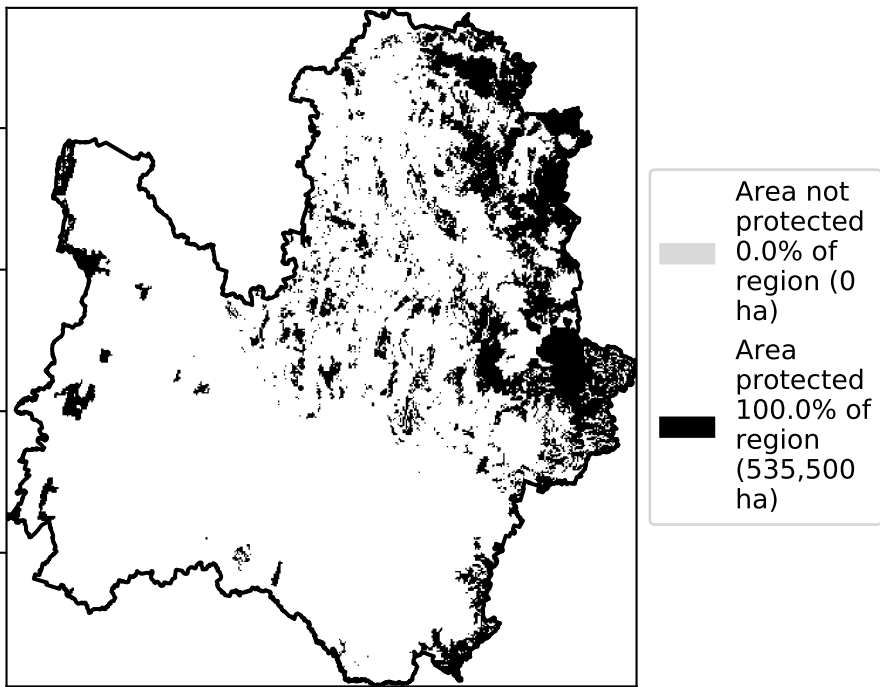 Area not
protected
0.0% of
region (0
ha)
Area
protected
100.0% of
region
(535,500
ha)